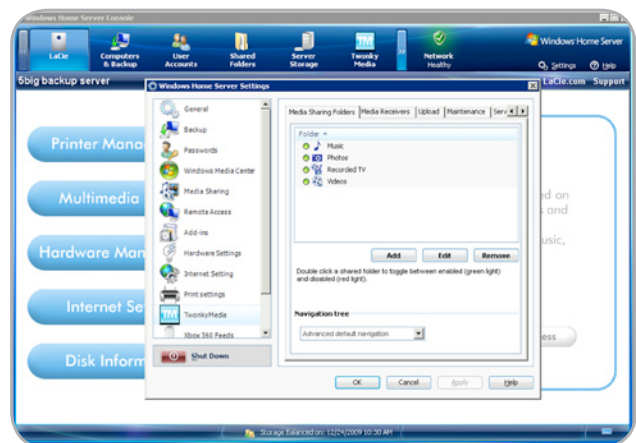 Windows Home Server Console
LaCie
Computers & Backup
User Accounts
Shared Folders
Server Storage
Twonky Media
Network Healthy
Windows Home Server
Settings
Help
5big backup server
LaCie.com Support
Windows Home Server Settings
General
Backup
Passwords
Windows Media Center
Media Sharing
Remote Access
Add-ins
Hardware Settings
Internet Setting
Print settings
TwonkyMedia
Xbox 360 Feeds
Shut Down
Media Sharing Folders
Media Receivers
Upload
Maintenance
Serv
Folder
Music
Photos
Recorded TV
Videos
Add
Edit
Remove
Double click a shared folder to toggle between enabled (green light)
and disabled (red light).
Navigation tree
Advanced default navigation
OK
Cancel
Apply
Help
Printer Mana
Multimedia
Hardware Man
Internet Se
Disk Inform
ed on
s and
usic,
ess
Storage Balanced on: 12/24/2009 10:30 AM